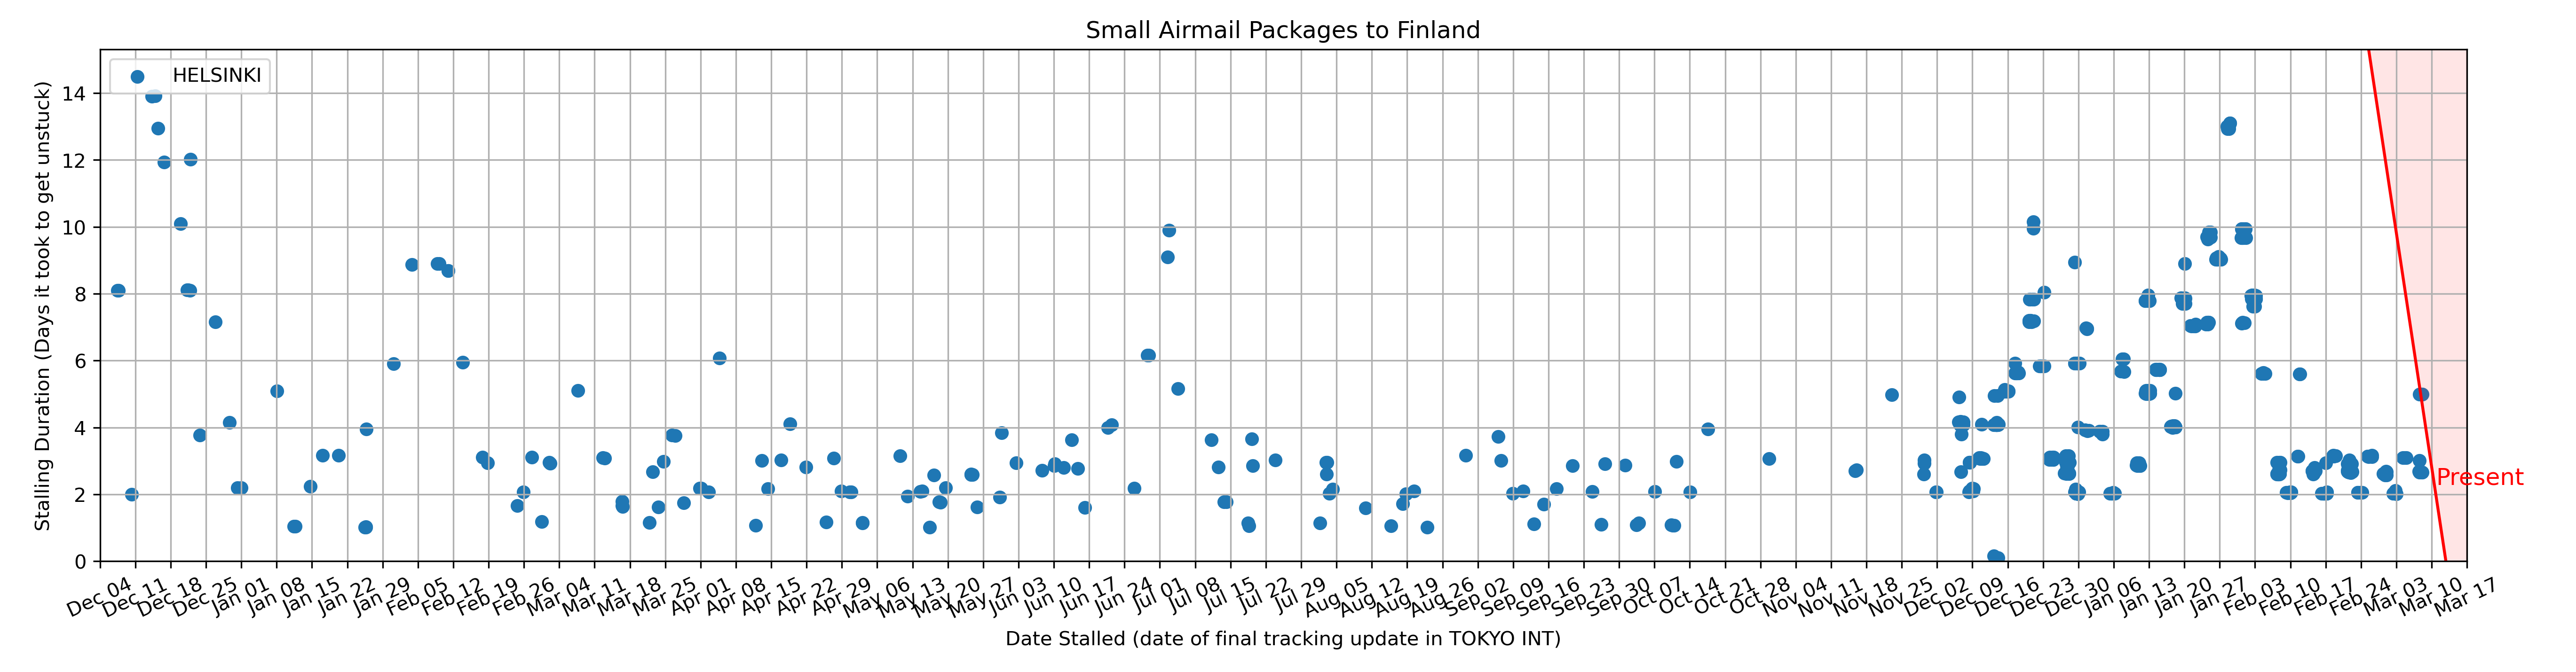 Small Airmail Packages to Finland
HELSINKI
Stalling Duration (Days it took to get unstuck)
14
12
10
8
6
4
2
0
Present
Dec 04
Dec 11
Dec 18
Dec 25
Jan 01
Jan 08
Jan 15
Jan 22
Jan 29
Feb 05
Feb 12
Feb 19
Feb 26
Mar 04
Mar 11
Mar 18
Mar 25
Apr 01
Apr 08
Apr 15
Apr 22
Apr 29
May 06
May 13
May 20
May 27
Jun 03
Jun 10
Jun 17
Jun 24
Jul 01
Jul 08
Jul 15
Jul 22
Jul 29
Aug 05
Aug 12
Aug 19
Aug 26
Sep 02
Sep 09
Sep 16
Sep 23
Sep 30
Oct 07
Oct 14
Oct 21
Oct 28
Nov 04
Nov 11
Nov 18
Nov 25
Dec 02
Dec 09
Dec 16
Dec 23
Dec 30
Jan 06
Jan 13
Jan 20
Jan 27
Feb 03
Feb 10
Feb 17
Feb 24
Mar 03
Mar 10
Mar 17
Date Stalled (date of final tracking update in TOKYO INT)